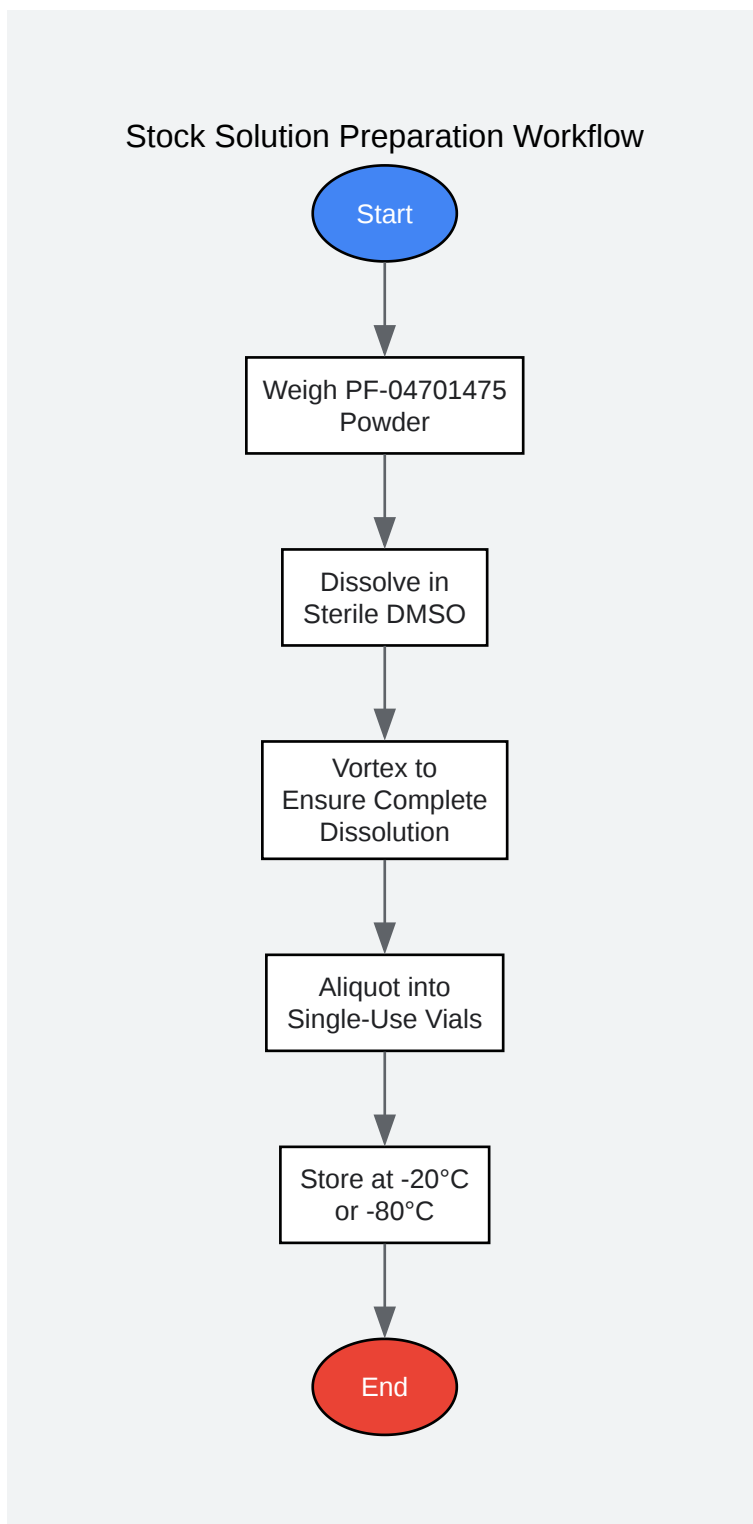 Stock Solution Preparation Workflow
Start
Weigh PF-04701475
Powder
Dissolve in
Sterile DMSO
Vortex to
Ensure Complete
Dissolution
Aliquot into
Single-Use Vials
Store at -20°C
or -80°C
End